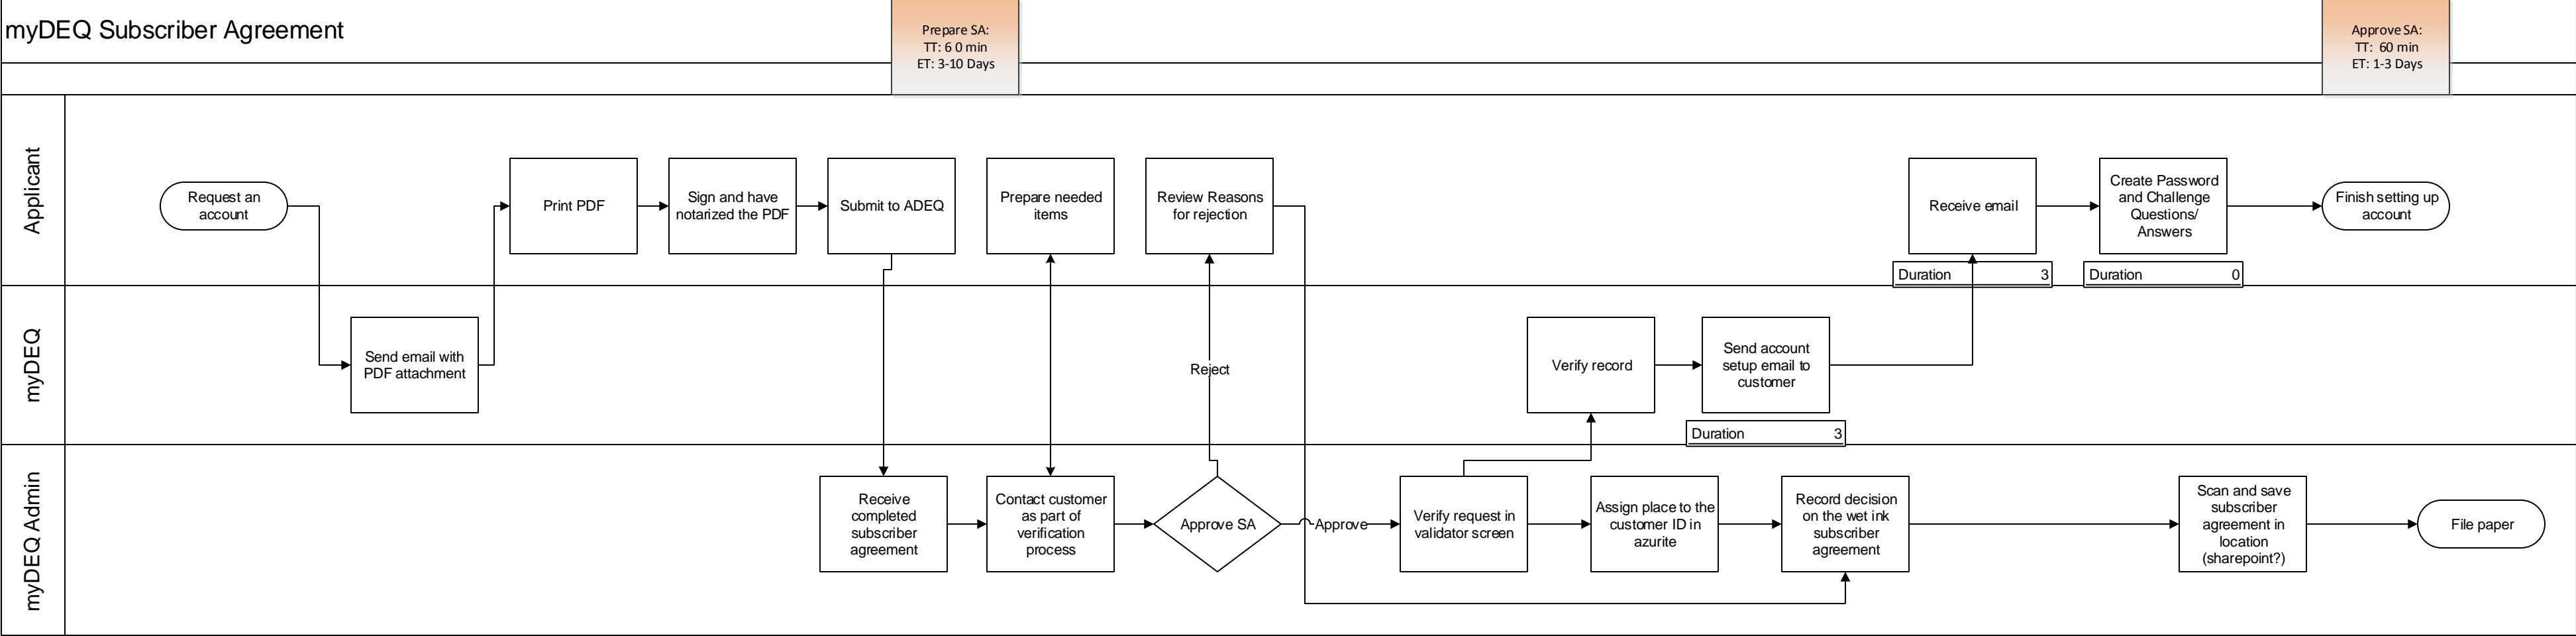 myDEQ Subscriber Agreement
Prepare SA:
TT: 6 0 min
ET: 3-10 Days
Approve SA:
TT: 60 min
ET: 1-3 Days
Applicant
Request an
account
Print PDF
Sign and have
notarized the PDF
Submit to ADEQ
Prepare needed
items
Review Reasons
for rejection
Receive email
Create Password
and Challenge
Questions/
Answers
Finish setting up
account
Duration 3
Duration 0
myDEQ
Send email with
PDF attachment
Reject
Verify record
Send account
setup email to
customer
Duration 3
myDEQ Admin
Receive
completed
subscriber
agreement
Contact customer
as part of
verification
process
Approve SA
Approve
Verify request in
validator screen
Assign place to the
customer ID in
azurite
Record decision
on the wet ink
subscriber
agreement
Scan and save
subscriber
agreement in
location
(sharepoint?)
File paper